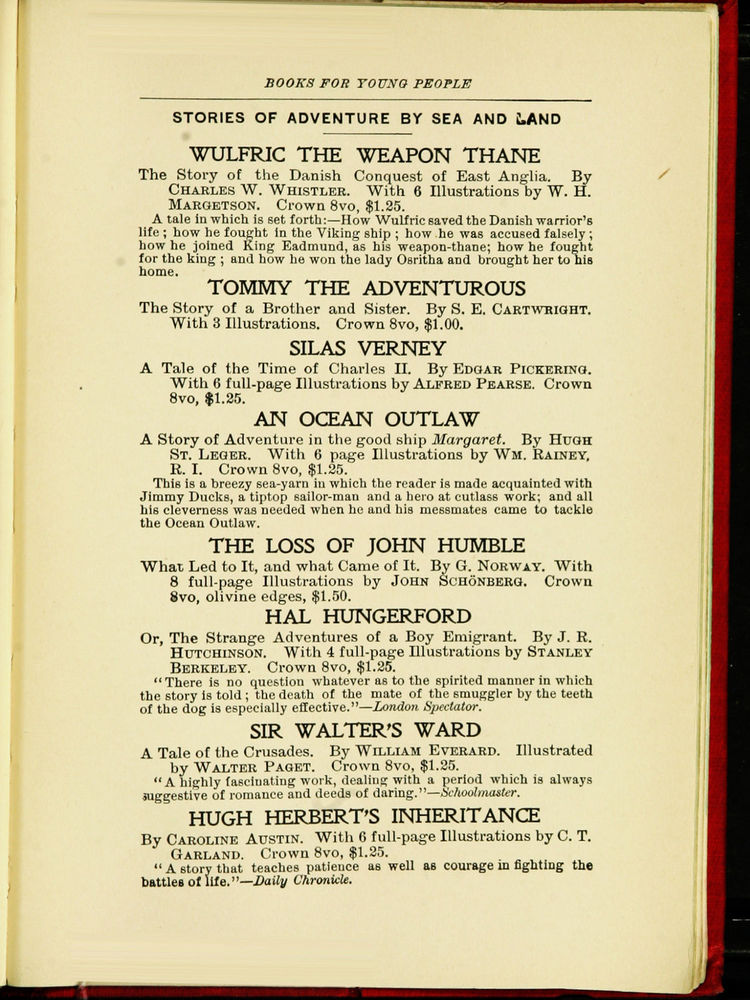 BOOKS FOR YOUNG PEOPLE
STORIES OF ADVENTURE BY SEA AND LAND
WULFRIC THE WEAPON THANE
The Story of the Danish Conquest of East Anglia. By
CHARLES W. WHISTLER. With 6 Illustrations by W. H.
MARGETSON. Crown 8vo, $1.25.
A tale in which is set forth:—How Wulfric saved the Danish warrior's
life ; how he fought in the Viking ship ; how he was accused falsely ;
how he joined King Eadmund, as his weapon-thane; how he fought
for the king ; and how he won the lady Osritha and brought her to his
home.
TOMMY THE ADVENTUROUS
The Story of a Brother and Sister. By S. E. CARTWRIGHT.
With 3 Illustrations. Crown 8vo, $1.00.
SILAS VERNEY
A Tale of the Time of Charles II. By EDGAR PICKERING.
With 6 full-page Illustrations by ALFRED PEARSE. Crown
8vo, $1.25.
AN OCEAN OUTLAW
A Story of Adventure in the good ship Margaret. By HUGH
ST. LEGER. With 6 page Illustrations by WM. RAINEY,
R. I. Crown 8vo, $1.25.
This is a breezy sea-yarn in which the reader is made acquainted with
Jimmy Ducks, a tiptop sailor-man and a hero at cutlass work; and all
his cleverness was needed when he and his messmates came to tackle
the Ocean Outlaw.
THE LOSS OF JOHN HUMBLE
What Led to It, and what Came of It. By G. NORWAY. With
8 full-page Illustrations by JOHN SCHÖNBERG. Crown
8vo, olivine edges, $1.50.
HAL HUNGERFORD
Or, The Strange Adventures of a Boy Emigrant. By J. R.
HUTCHINSON. With 4 full-page Illustrations by STANLEY
BERKELEY. Crown 8vo, $1.25.
"There is no question whatever as to the spirited manner in which
the story is told ; the death of the mate of the smuggler by the teeth
of the dog is especially effective."—London Spectator.
SIR WALTER'S WARD
A Tale of the Crusades. By WILLIAM EVERARD. Illustrated
by WALTER PAGET. Crown 8vo, $1.25.
"A highly fascinating work, dealing with a period which is always
suggestive of romance and deeds of daring."—Schoolmaster.
HUGH HERBERT'S INHERITANCE
By CAROLINE AUSTIN. With 6 full-page Illustrations by C. T.
GARLAND. Crown 8vo, $1.25.
"A story that teaches patience as well as courage in fighting the
battles of life."—Daily Chronicle.